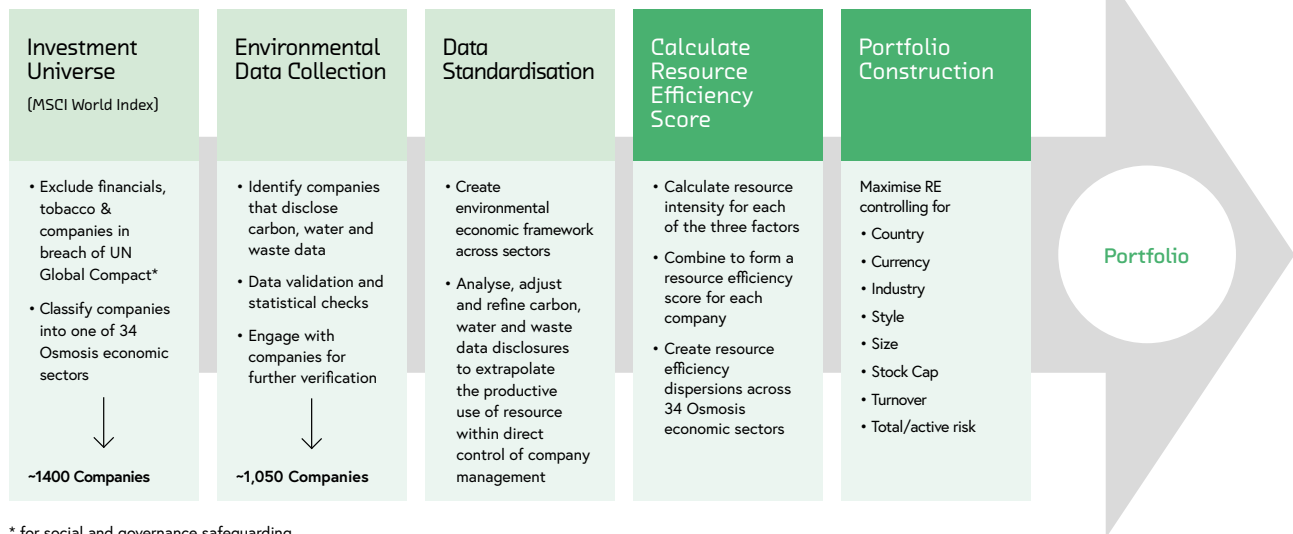 Investment
Universe
(MSCI World Index)
• Exclude financials,
tobacco &
companies in
breach of UN
Global Compact*
• Classify companies
into one of 34
Osmosis economic
sectors
~1400 Companies
Environmental
Data Collection
• Identify companies
that disclose
carbon, water and
waste data
• Data validation and
statistical checks
• Engage with
companies for
further verification
~1,050 Companies
Data
Standardisation
• Create
environmental
economic framework
across sectors
• Analyse, adjust
and refine carbon,
water and waste
data disclosures
to extrapolate
the productive
use of resource
within direct
control of company
management
Calculate
Resource
Efficiency
Score
• Calculate resource
intensity for each
of the three factors
• Combine to form a
resource efficiency
score for each
company
• Create resource
efficiency
dispersions across
34 Osmosis
economic sectors
Portfolio
Construction
Maximise RE
controlling for
• Country
• Currency
• Industry
• Style
• Size
• Stock Cap
• Turnover
• Total/active risk
Portfolio
* for social and governance safeguarding